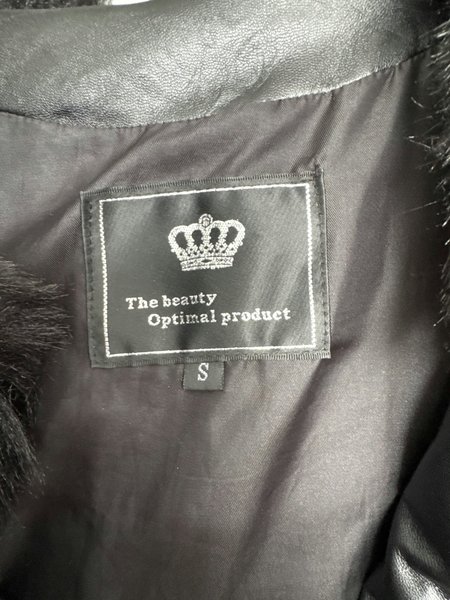 The beauty
Optimal product
S